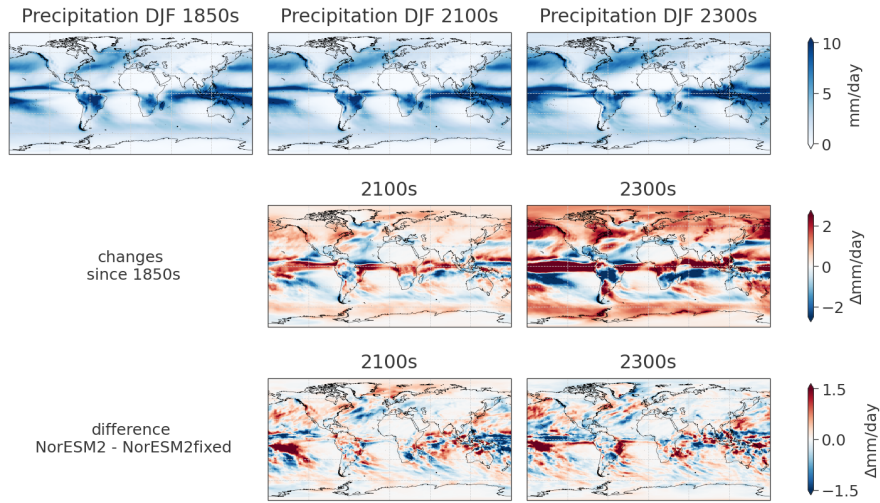 Precipitation DJF 1850s
Precipitation DJF 2100s
Precipitation DJF 2300s
10
5
0
mm/day
changes
since 1850s
2100s
2300s
2
0
−2
Δmm/day
difference
NorESM2 - NorESM2fixed
2100s
2300s
1.5
0.0
−1.5
Δmm/day